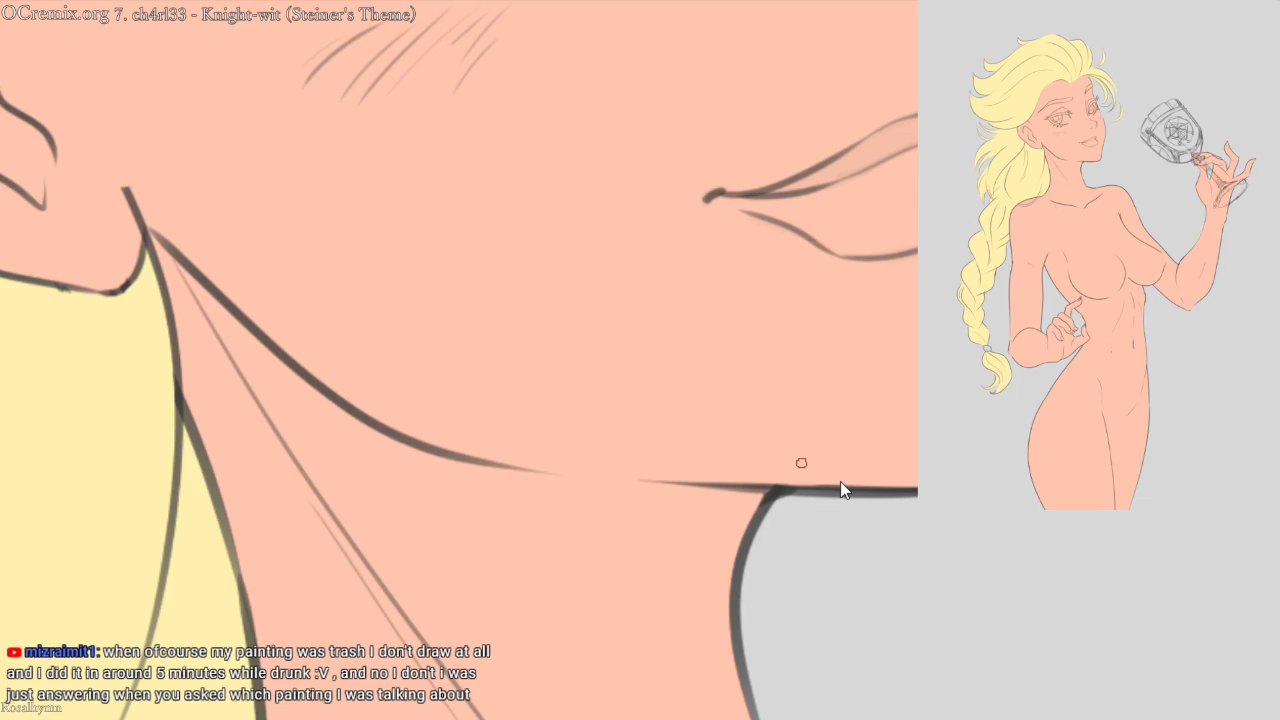 OCremix.org 7. ch4rl33 - Knight-wit (Steiner's Theme)
mizraimit1: when ofcourse my painting was trash I don't draw at all
and I did it in around 5 minutes while drunk :V , and no I don't i was
just answering when you asked which painting I was talking about
Rosalhymn